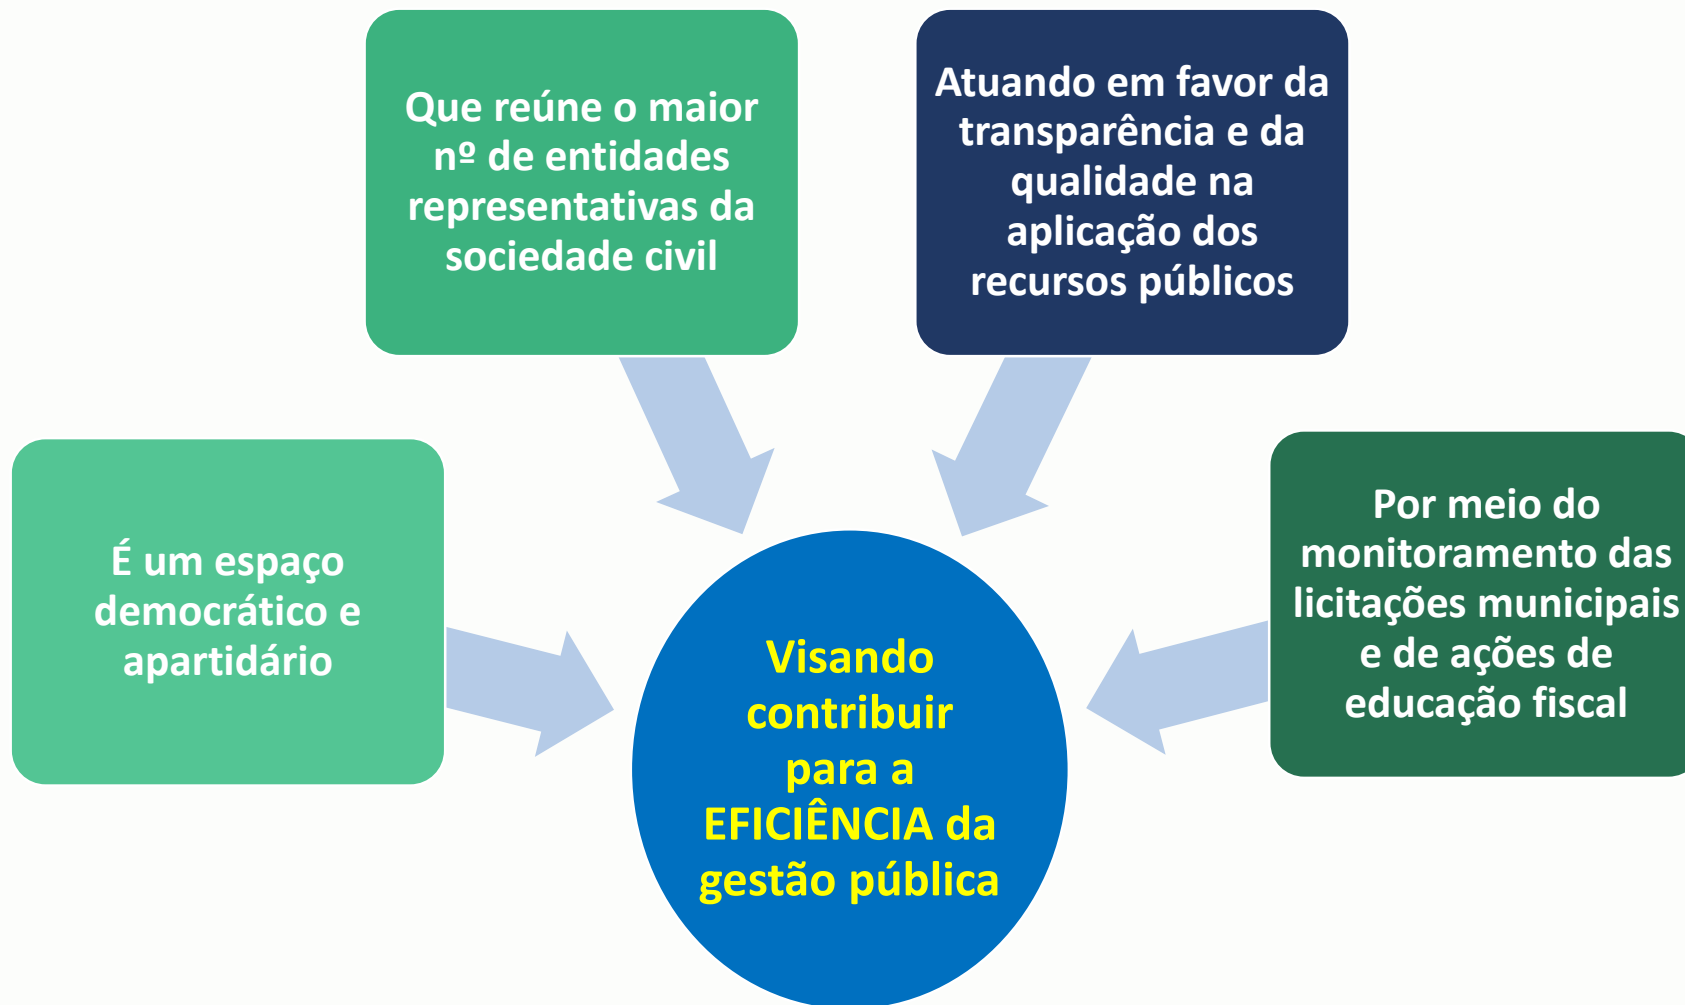 É um espaço
democrático e
apartidário
Que reúne o maior
nº de entidades
representativas da
sociedade civil
Atuando em favor da
transparência e da
qualidade na
aplicação dos
recursos públicos
Por meio do
monitoramento das
licitações municipais
e de ações de
educação fiscal
Visando
contribuir
para a
EFICIÊNCIA da
gestão pública